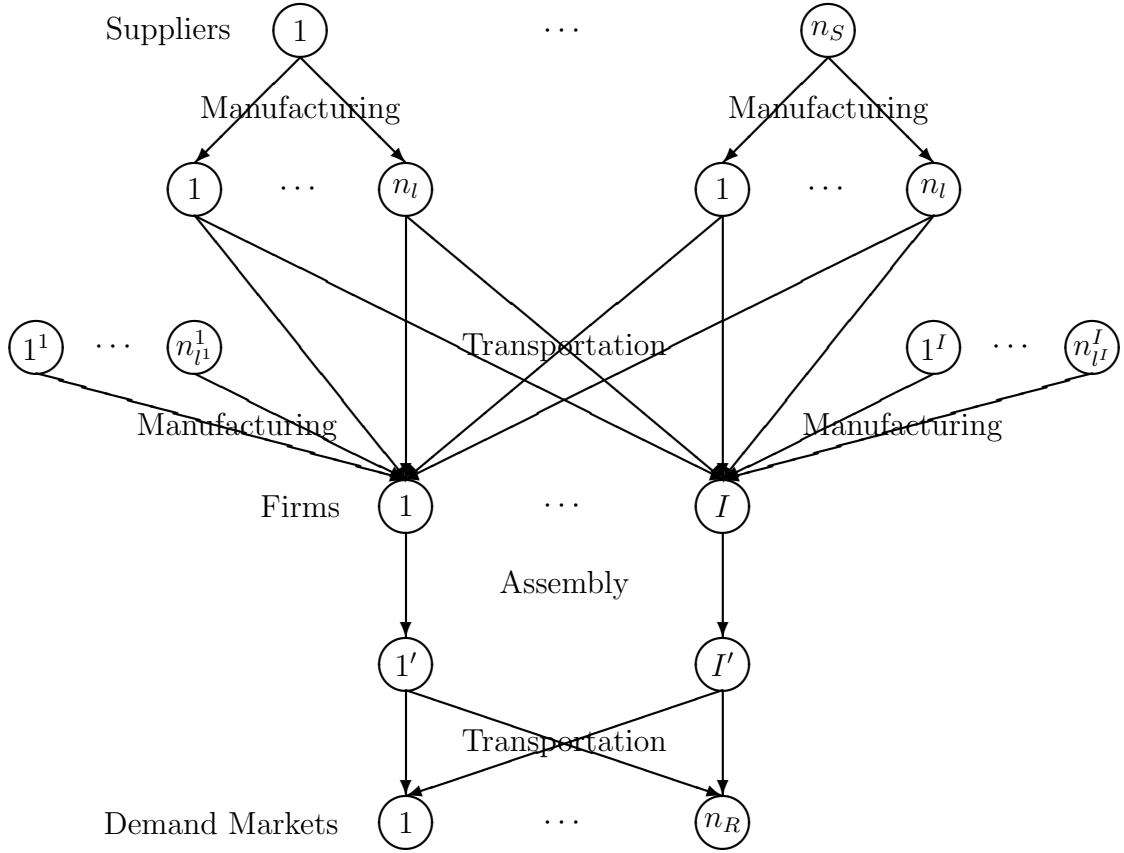 Suppliers 1 ⋯ n_S
Manufacturing Manufacturing
1 ⋯ n_l 1 ⋯ n_l
1^1 ⋯ n^1_{l^1} Transportation 1^I ⋯ n^I_{l^I}
Manufacturing Manufacturing
Firms 1 ⋯ I
Assembly
1′ I′
Transportation
Demand Markets 1 ⋯ n_R